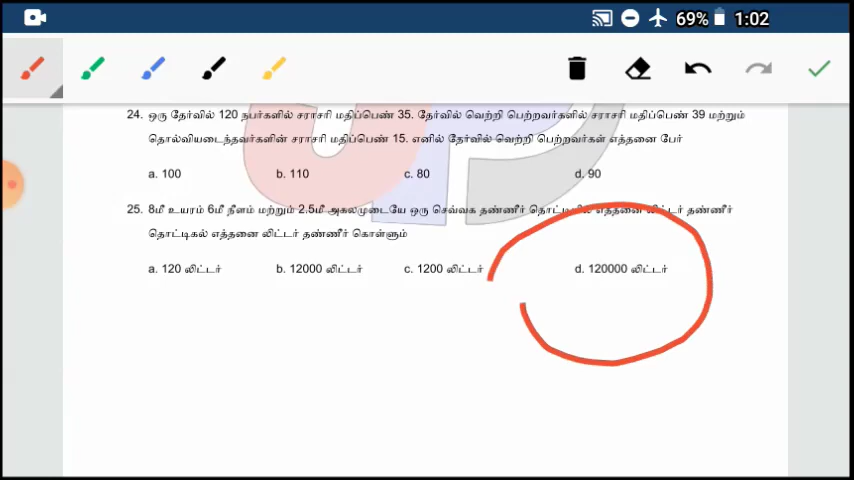 69% 1:02
24. ஒரு தேர்வில் 120 நபர்களில் சராசரி மதிப்பெண் 35. தேர்வில் வெற்றி பெற்றவர்களில் சராசரி மதிப்பெண் 39 மற்றும்
தொல்வியடைந்தவர்களின் சராசரி மதிப்பெண் 15. எனில் தேர்வில் வெற்றி பெற்றவர்கள் எத்தனை பேர்
a. 100 b. 110 c. 80 d. 90
25. 8மீ உயரம் 6மீ நீளம் மற்றும் 2.5மீ அகலமுடையே ஒரு செவ்வக தண்ணீர் தொட்டியில் எத்தனை லிட்டர் தண்ணீர்
தொட்டிகல் எத்தனை லிட்டர் தண்ணீர் கொள்ளும்
a. 120 லிட்டர் b. 12000 லிட்டர் c. 1200 லிட்டர் d. 120000 லிட்டர்